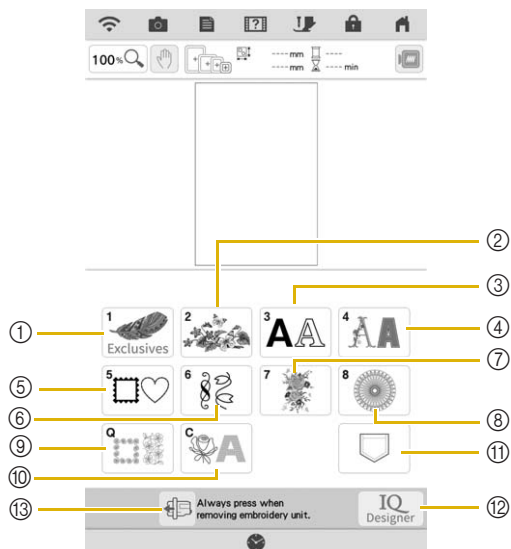 100 %
---- mm ----
---- mm ---- min
②
③
1
Exclusives
2
3
A A
4
A A
①
④
⑦
5
6
7
8
⑤
⑥
⑧
Q
C
A
⑨
⑩
⑪
Always press when
removing embroidery unit.
IQ
Designer
⑬
⑫